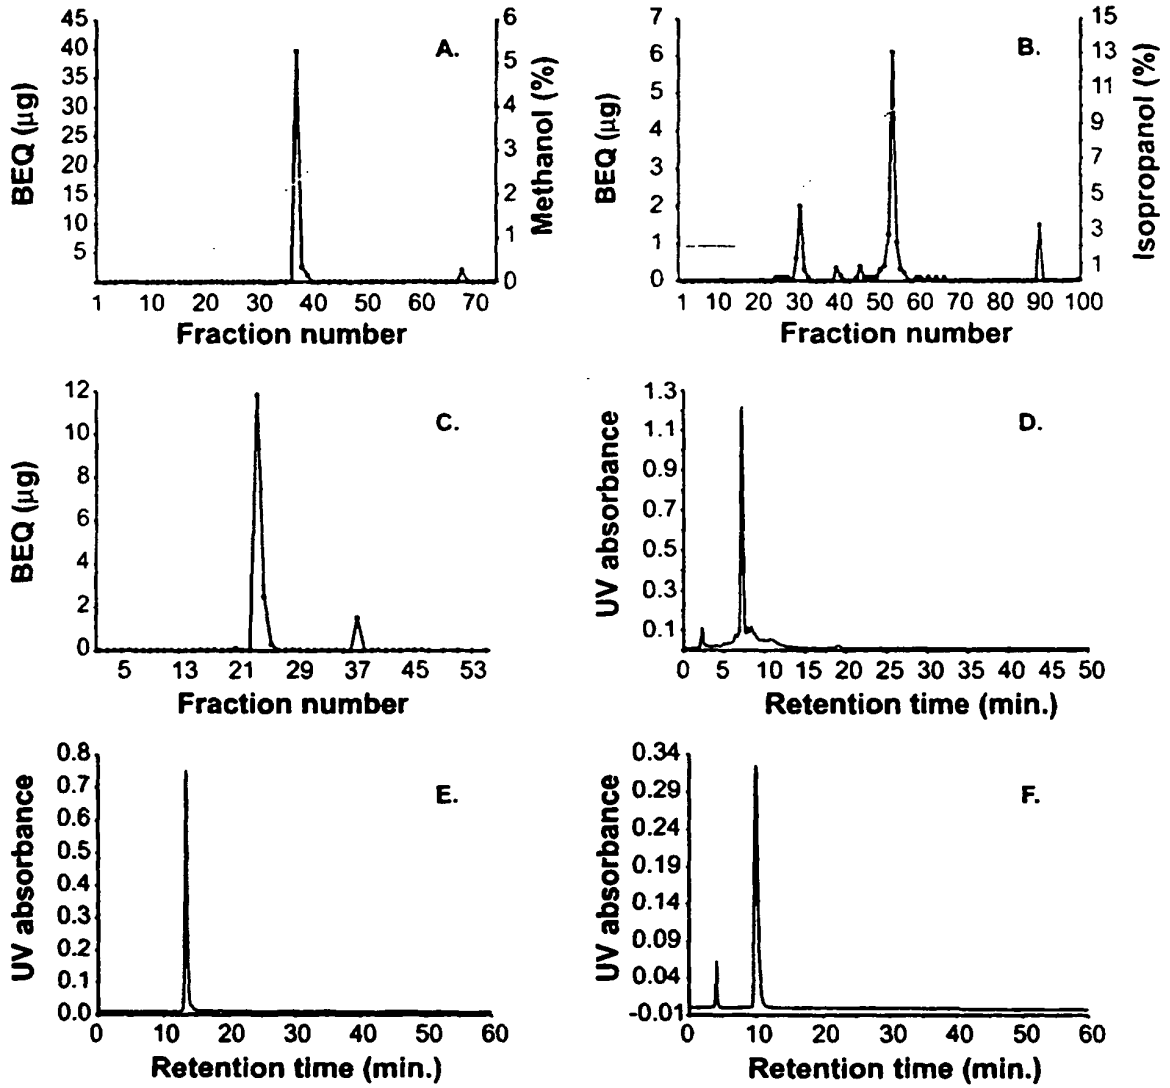 A.
BEQ (μg)
45
40
35
30
25
20
15
10
5
Methanol (%)
6
5
4
3
2
1
0
1 10 20 30 40 50 60 70
Fraction number
B.
BEQ (μg)
7
6
5
4
3
2
1
0
Isopropanol (%)
15
13
11
9
7
5
3
1
1 10 20 30 40 50 60 70 80 90 100
Fraction number
C.
BEQ (μg)
12
10
8
6
4
2
0
5 13 21 29 37 45 53
Fraction number
D.
UV absorbance
1.3
1.1
0.9
0.7
0.5
0.3
0.1
0 5 10 15 20 25 30 35 40 45 50
Retention time (min.)
E.
UV absorbance
0.8
0.7
0.6
0.5
0.4
0.3
0.2
0.1
0.0
0 10 20 30 40 50 60
Retention time (min.)
F.
UV absorbance
0.34
0.29
0.24
0.19
0.14
0.09
0.04
-0.01
0 10 20 30 40 50 60
Retention time (min.)